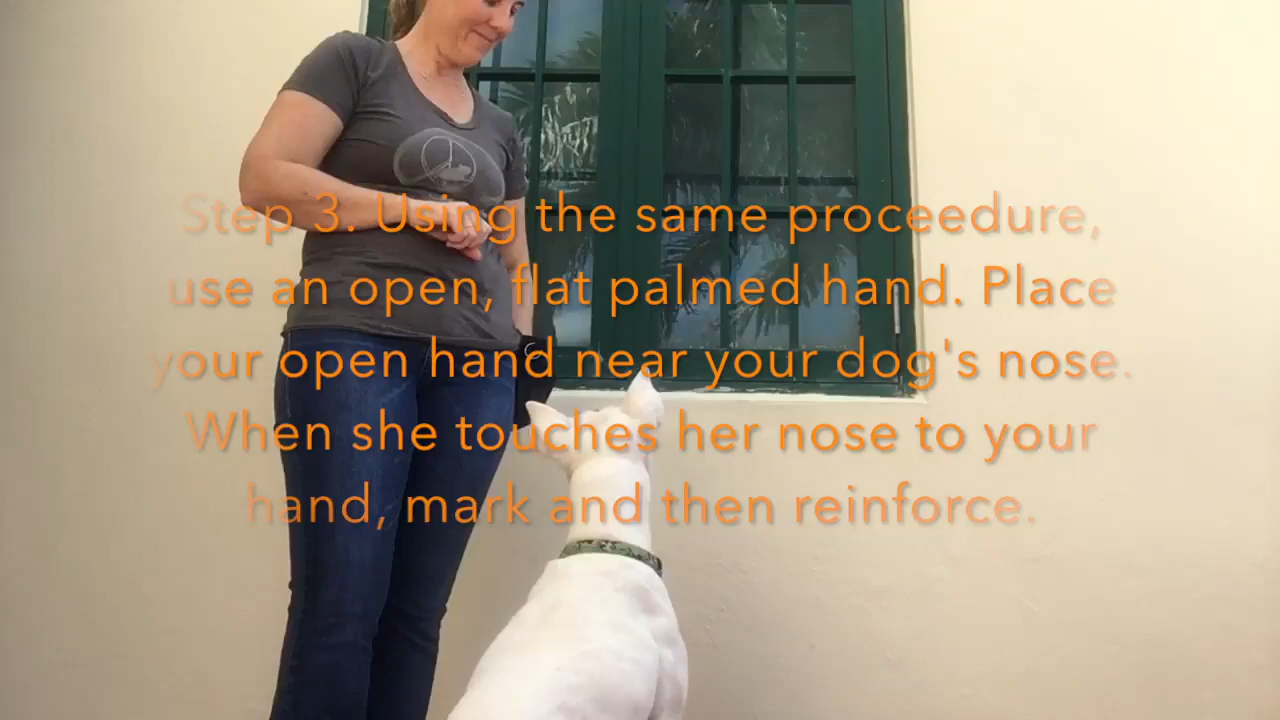 Step 3. Using the same proceedure,
use an open, flat palmed hand. Place
your open hand near your dog's nose.
When she touches her nose to your
hand, mark and then reinforce.